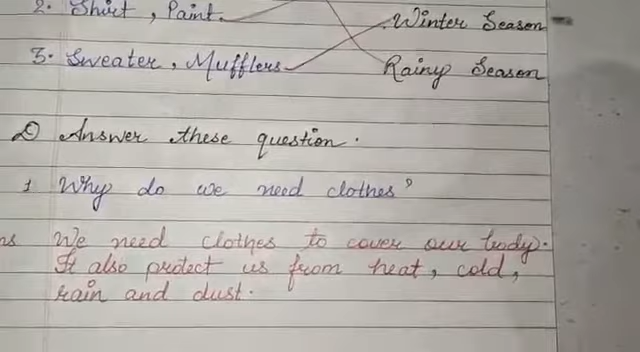 2. Shirt, Paint.
Winter Season
3. Sweater, Mufflers
Rainy Season
D Answer these question.
1 Why do we need clothes?
ns We need clothes to cover our body.
It also protect us from heat, cold,
rain and dust.